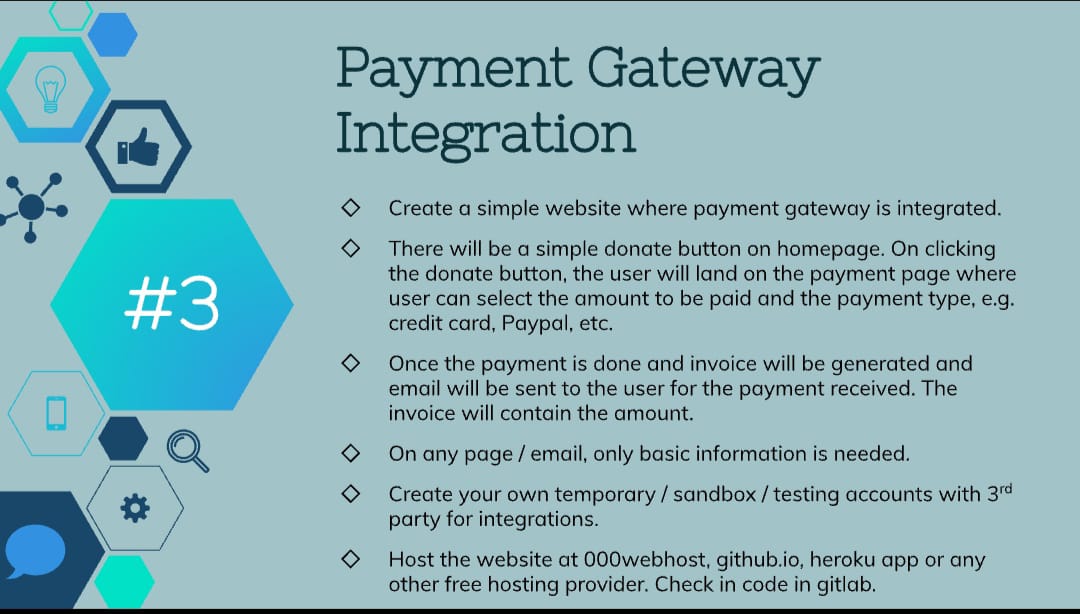 Payment Gateway
Integration
#3
Create a simple website where payment gateway is integrated.
There will be a simple donate button on homepage. On clicking
the donate button, the user will land on the payment page where
user can select the amount to be paid and the payment type, e.g.
credit card, Paypal, etc.
Once the payment is done and invoice will be generated and
email will be sent to the user for the payment received. The
invoice will contain the amount.
On any page / email, only basic information is needed.
Create your own temporary / sandbox / testing accounts with 3rd
party for integrations.
Host the website at 000webhost, github.io, heroku app or any
other free hosting provider. Check in code in gitlab.